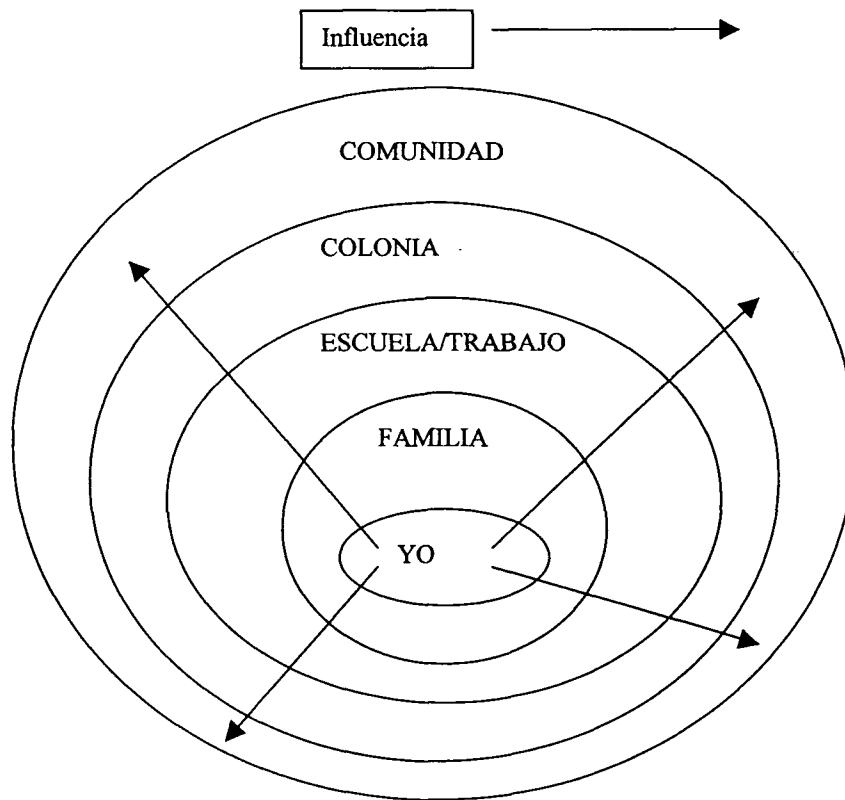 Influencia
COMUNIDAD
COLONIA
ESCUELA/TRABAJO
FAMILIA
YO